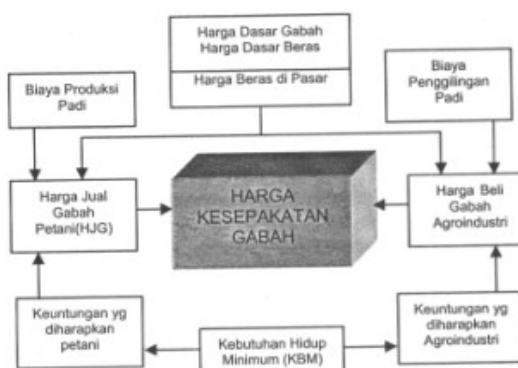 Harga Dasar Gabah
Harga Dasar Beras
Harga Beras di Pasar
Biaya Produksi
Padi
Biaya
Penggilingan
Padi
Harga Jual
Gabah
Petani(HJG)
HARGA
KESEPAKATAN
GABAH
Harga Beli
Gabah
Agroindustri
Keuntungan yg
diharapkan
petani
Kebutuhan Hidup
Minimum (KBM)
Keuntungan yg
diharapkan
Agroindustri